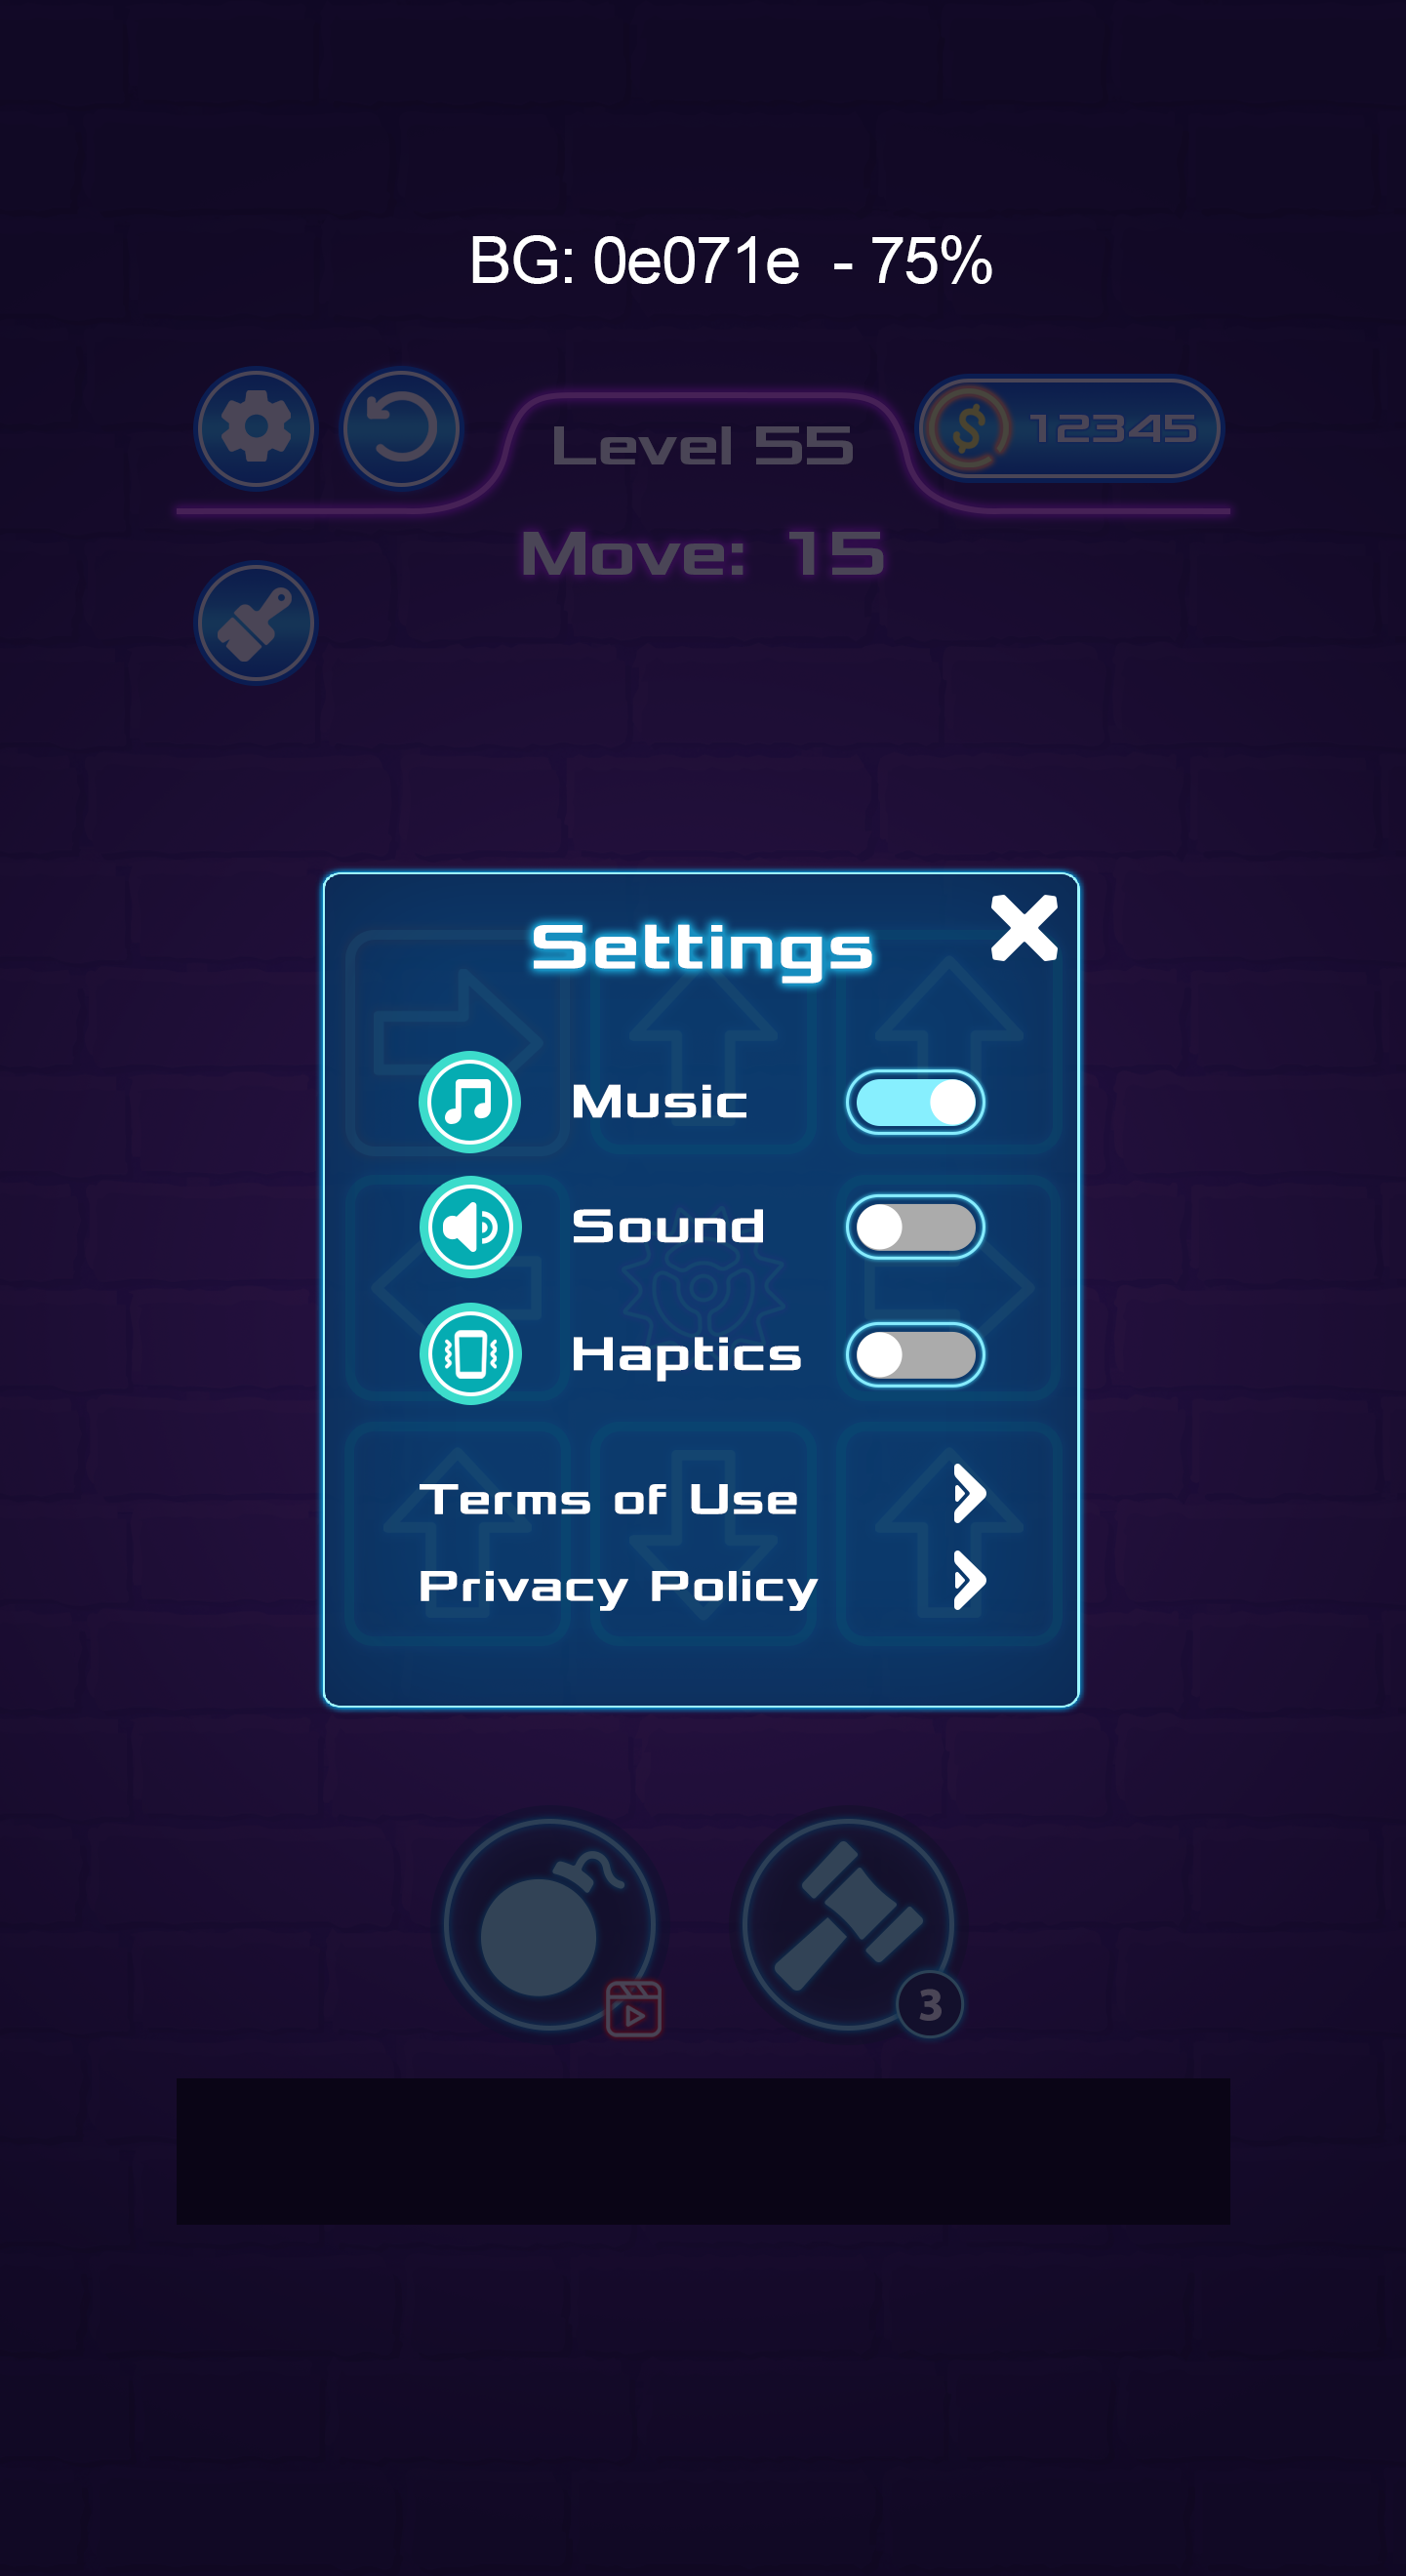 BG: 0e071e - 75%
Level 55
12345
Move: 15
Settings
Music
Sound
Haptics
Terms of Use
Privacy Policy
3